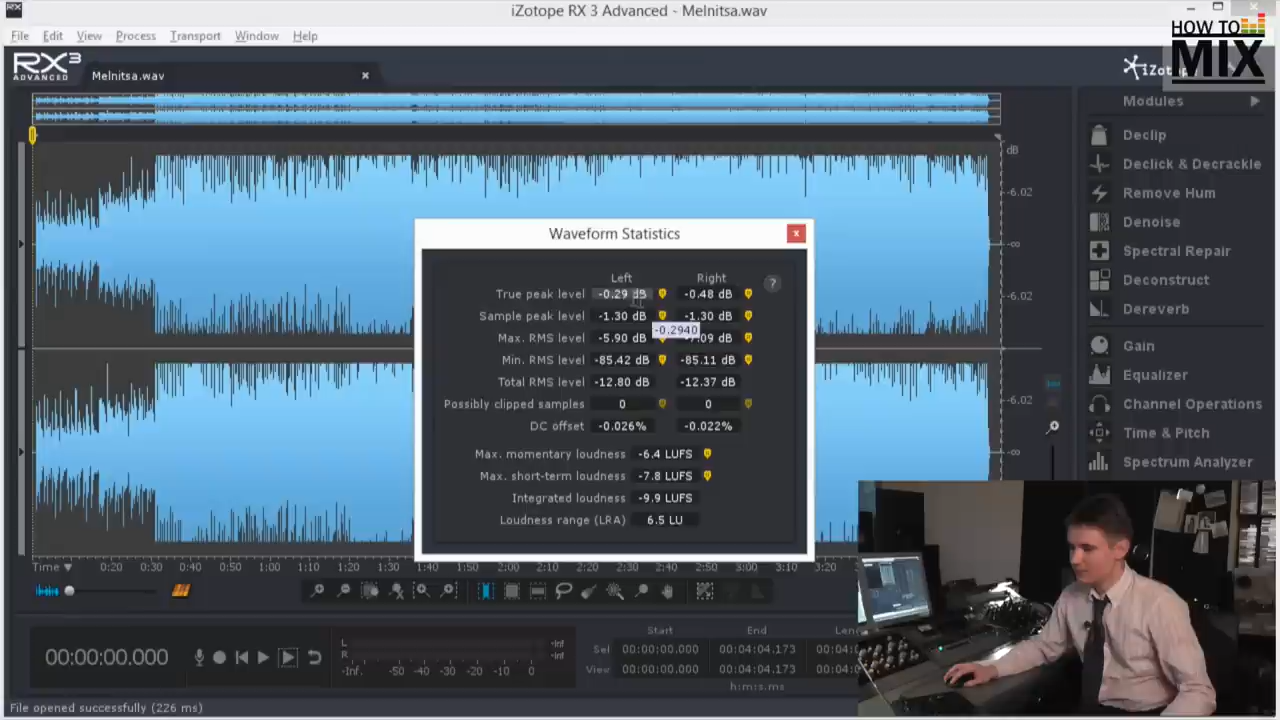 iZotope RX 3 Advanced - Melnitsa.wav
HOW TO
MIX
File Edit View Process Transport Window Help
RX3
ADVANCED
Melnitsa.wav
Modules
Declip
Declick & Decrackle
Remove Hum
Denoise
Spectral Repair
Deconstruct
Dereverb
Gain
Equalizer
Channel Operations
Time & Pitch
Spectrum Analyzer
dB
-6.02
-∞
-6.02
-6.02
-∞
Waveform Statistics
Left Right
True peak level -0.29 dB -0.48 dB
Sample peak level -1.30 dB -1.30 dB
-0.2940
Max. RMS level -5.90 dB
Min. RMS level -85.42 dB -85.11 dB
Total RMS level -12.80 dB -12.37 dB
Possibly clipped samples 0 0
DC offset -0.026% -0.022%
Max. momentary loudness -6.4 LUFS
Max. short-term loudness -7.8 LUFS
Integrated loudness -9.9 LUFS
Loudness range (LRA) 6.5 LU
Time 0:20 0:30 0:40 0:50 1:00 1:10 1:20 1:30 1:40 1:50 2:00 2:10 2:20 2:30 2:40 2:50 3:00 3:10 3:20
00:00:00.000
L
R
-Inf. -50 -40 -30 -20 -10 0
-Inf
-Inf
Start End
Sel 00:00:00.000 00:04:04.173
View 00:00:00.000 00:04:04.173
h:m:s.ms
File opened successfully (226 ms)